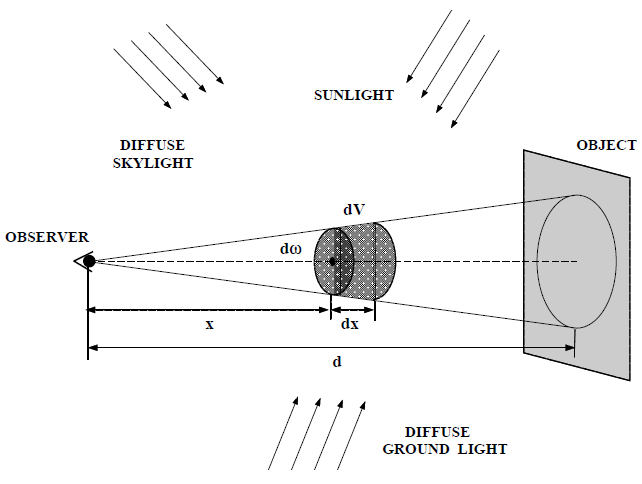 SUNLIGHT
DIFFUSE
SKYLIGHT
OBJECT
dV
OBSERVER
dω
x
dx
d
DIFFUSE
GROUND LIGHT